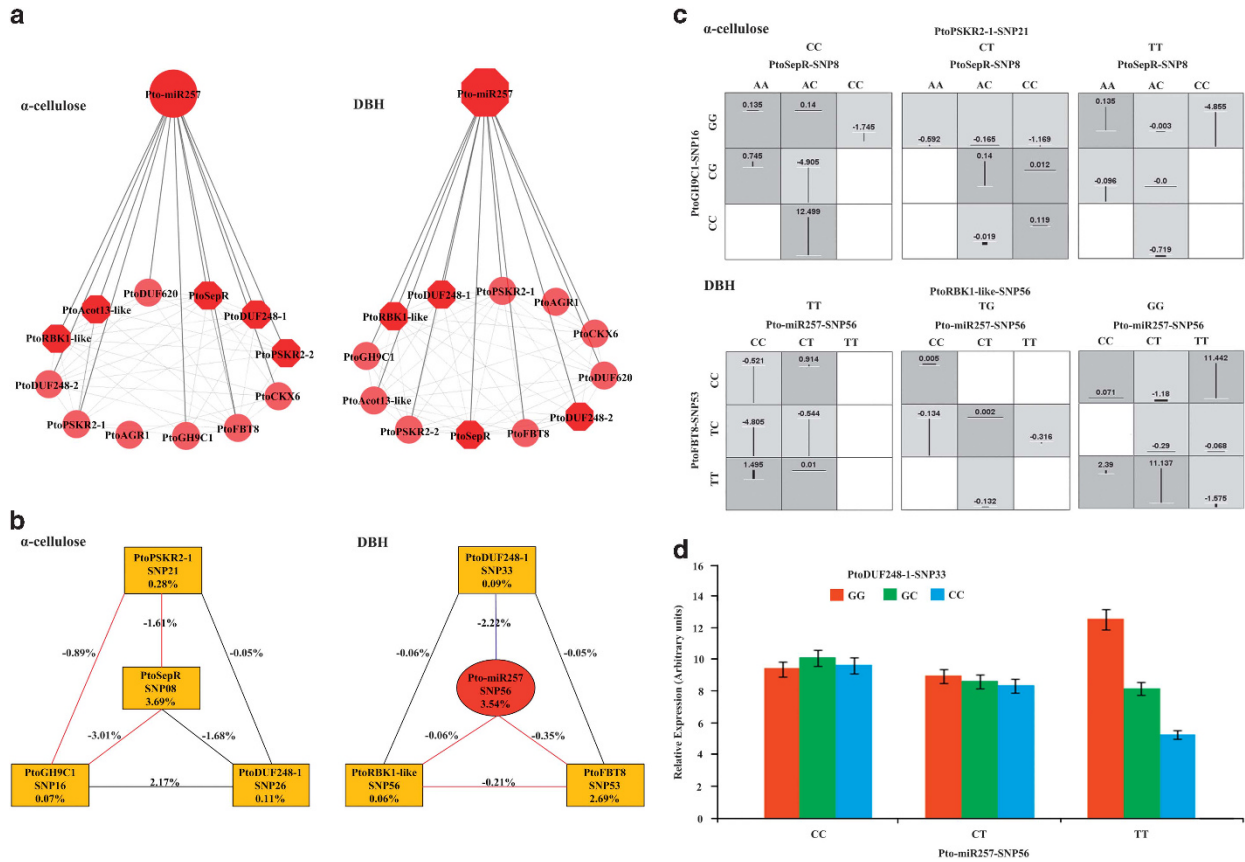 a
α-cellulose
Pto-miR257
PtoDUF620
PtoSepR
PtoAcot13-like
PtoDUF248-1
PtoRBK1-like
PtoPSKR2-2
PtoDUF248-2
PtoCKX6
PtoPSKR2-1
PtoFBT8
PtoAGR1
PtoGH9C1
DBH
Pto-miR257
PtoPSKR2-1
PtoDUF248-1
PtoAGR1
PtoRBK1-like
PtoCKX6
PtoGH9C1
PtoDUF620
PtoAcot13-like
PtoDUF248-2
PtoPSKR2-2
PtoSepR
PtoFBT8
b
α-cellulose
PtoPSKR2-1
SNP21
0.28%
-1.61%
-0.89%
-0.05%
PtoSepR
SNP08
3.69%
-3.01%
-1.68%
PtoGH9C1
SNP16
0.07%
2.17%
PtoDUF248-1
SNP26
0.11%
DBH
PtoDUF248-1
SNP33
0.09%
-2.22%
-0.06%
-0.05%
Pto-miR257
SNP56
3.54%
-0.06%
-0.35%
PtoRBK1-like
SNP56
0.06%
-0.21%
PtoFBT8
SNP53
2.69%
c
α-cellulose
PtoPSKR2-1-SNP21
CC CT TT
PtoSepR-SNP8 PtoSepR-SNP8 PtoSepR-SNP8
AA AC CC AA AC CC AA AC CC
PtoGH9C1-SNP16
GG 0.135 0.14 -1.745 -0.592 -0.165 -1.169 0.135 -0.003 -4.855
CG 0.745 -4.905 0.14 0.012 -0.096 -0.0
CC 12.499 -0.019 0.119 -0.719
DBH
PtoRBK1-like-SNP56
TT TG GG
Pto-miR257-SNP56 Pto-miR257-SNP56 Pto-miR257-SNP56
CC CT TT CC CT TT CC CT TT
PtoFBT8-SNP53
CC -0.521 0.914 0.005 0.071 -1.18 11.442
TC -4.805 -0.544 -0.134 0.002 -0.316 -0.29 -0.068
TT 1.495 0.01 -0.132 2.39 11.137 -1.575
d
PtoDUF248-1-SNP33
GG GC CC
Relative Expression (Arbitrary units)
16
14
12
10
8
6
4
2
0
CC CT TT
Pto-miR257-SNP56